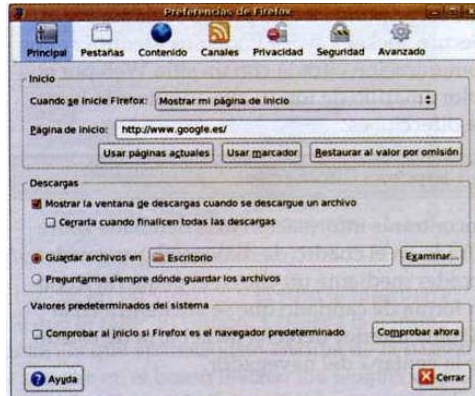 Preferencias de Firefox
Principal Pestañas Contenido Canales Privacidad Seguridad Avanzado
Inicio
Cuando se inicie Firefox: Mostrar mi página de inicio
Página de inicio: http://www.google.es/
Usar páginas actuales Usar marcador Restaurar al valor por omisión
Descargas
Mostrar la ventana de descargas cuando se descargue un archivo
Cerrarla cuando finalicen todas las descargas
Guardar archivos en Escritorio Examinar...
Preguntarme siempre dónde guardar los archivos
Valores predeterminados del sistema
Comprobar al inicio si Firefox es el navegador predeterminado Comprobar ahora
Ayuda Cerrar